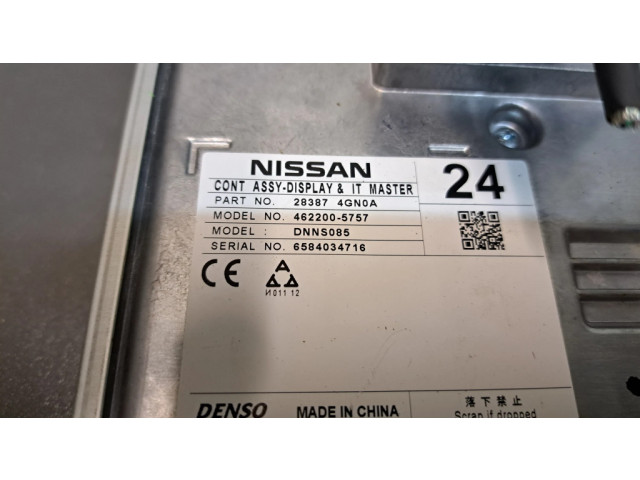 NISSAN
CONT ASSY-DISPLAY & IT MASTER
PART NO. 28387 4GN0A
MODEL NO. 462200-5757
MODEL : DNNS085
SERIAL NO. 6584034716
24
CE
И011 12
DENSO
MADE IN CHINA
落下禁止
Scrap if dropped